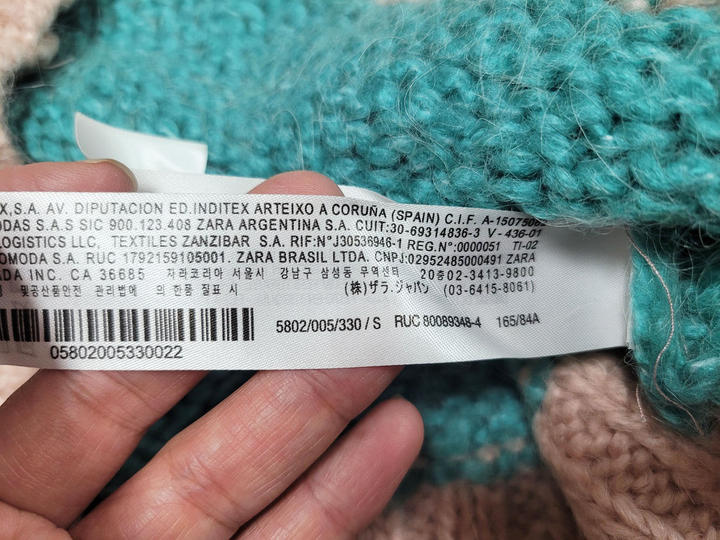 X,S.A. AV. DIPUTACION ED.INDITEX ARTEIXO A CORUÑA (SPAIN) C.I.F.
ODAS S.A.S SIC 900.123.408 ZARA ARGENTINA S.A. CUIT:30-69314836-3 V - 436-01
LOGISTICS LLC, TEXTILES ZANZIBAR S.A. RIF:N°J30536946-1 REG.N°:0000051 TI-02
OMODA S.A. RUC 1792159105001. ZARA BRASIL LTDA. CNPJ:02952485000491 ZARA
ADA INC. CA 36685 자라코리아 서울시 강남구 삼성동 무역센터 20층02-3413-9800
및공산품안전 관리법에 의한품질표시 (株)ザラ.ジャパン (03-6415-8061)
5802/005/330 / S RUC 80089348-4 165/84A
05802005330022